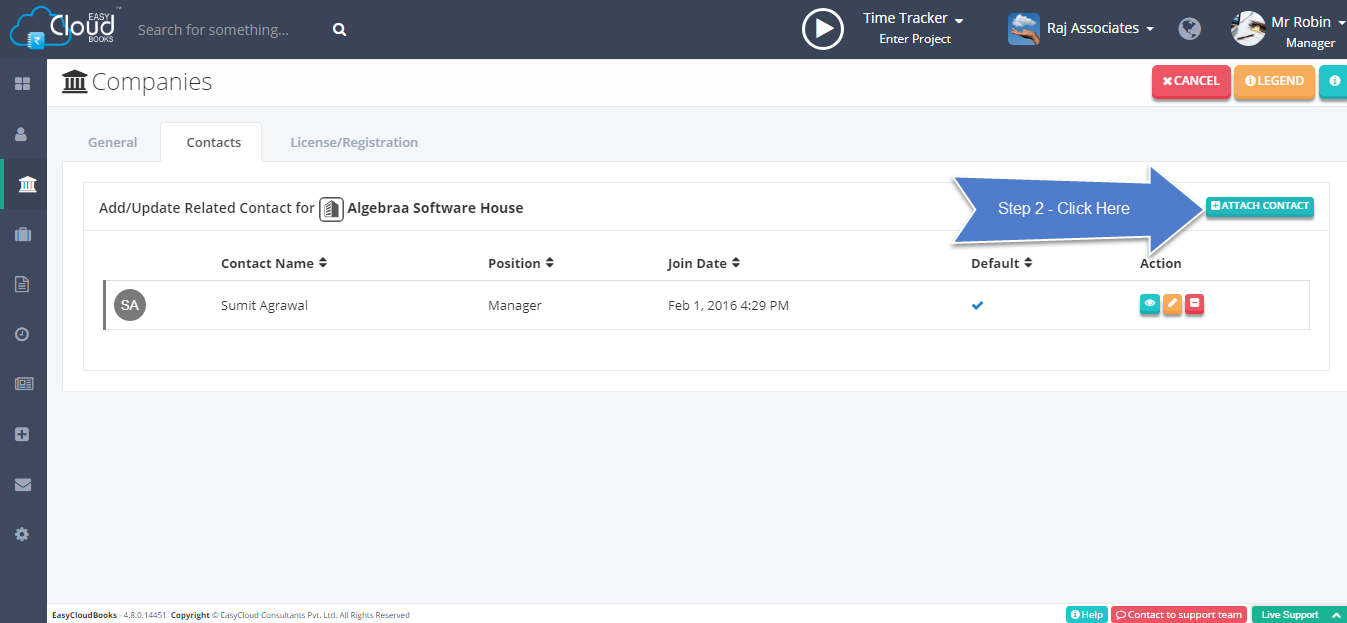 EASY
Cloud™
BOOKS
Search for something...
Time Tracker
Enter Project
Raj Associates
Mr Robin
Manager
Companies
CANCEL
LEGEND
General
Contacts
License/Registration
Add/Update Related Contact for Algebraa Software House
Step 2 - Click Here
ATTACH CONTACT
Contact Name
Position
Join Date
Default
Action
SA
Sumit Agrawal
Manager
Feb 1, 2016 4:29 PM
EasyCloudBooks - 4.8.0.14451 Copyright © EasyCloud Consultants Pvt. Ltd. All Rights Reserved
Help
Contact to support team
Live Support